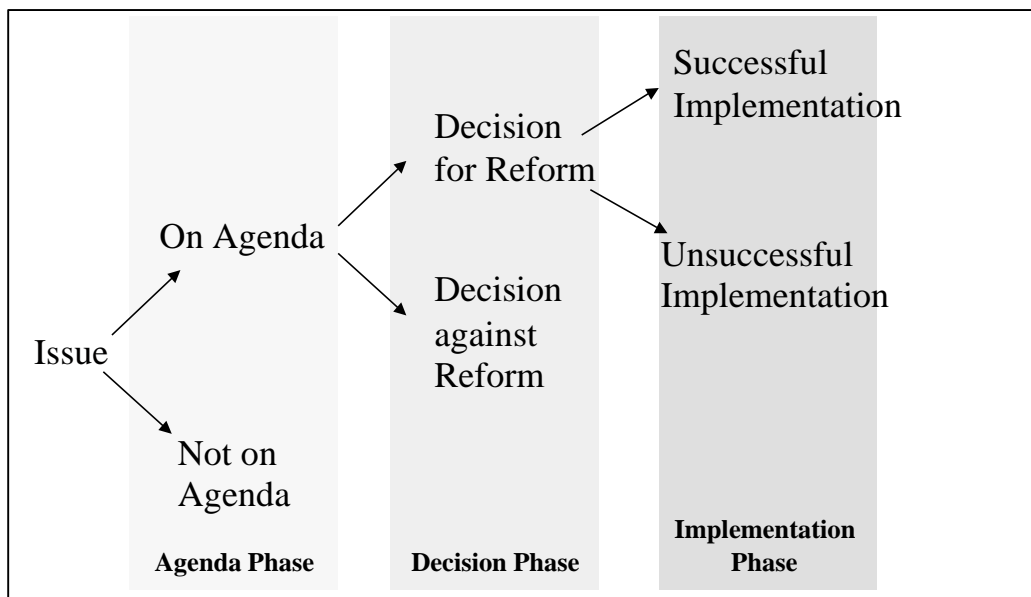 Issue
On Agenda
Not on
Agenda
Agenda Phase
Decision
for Reform
Decision
against
Reform
Decision Phase
Successful
Implementation
Unsuccessful
Implementation
Implementation
Phase